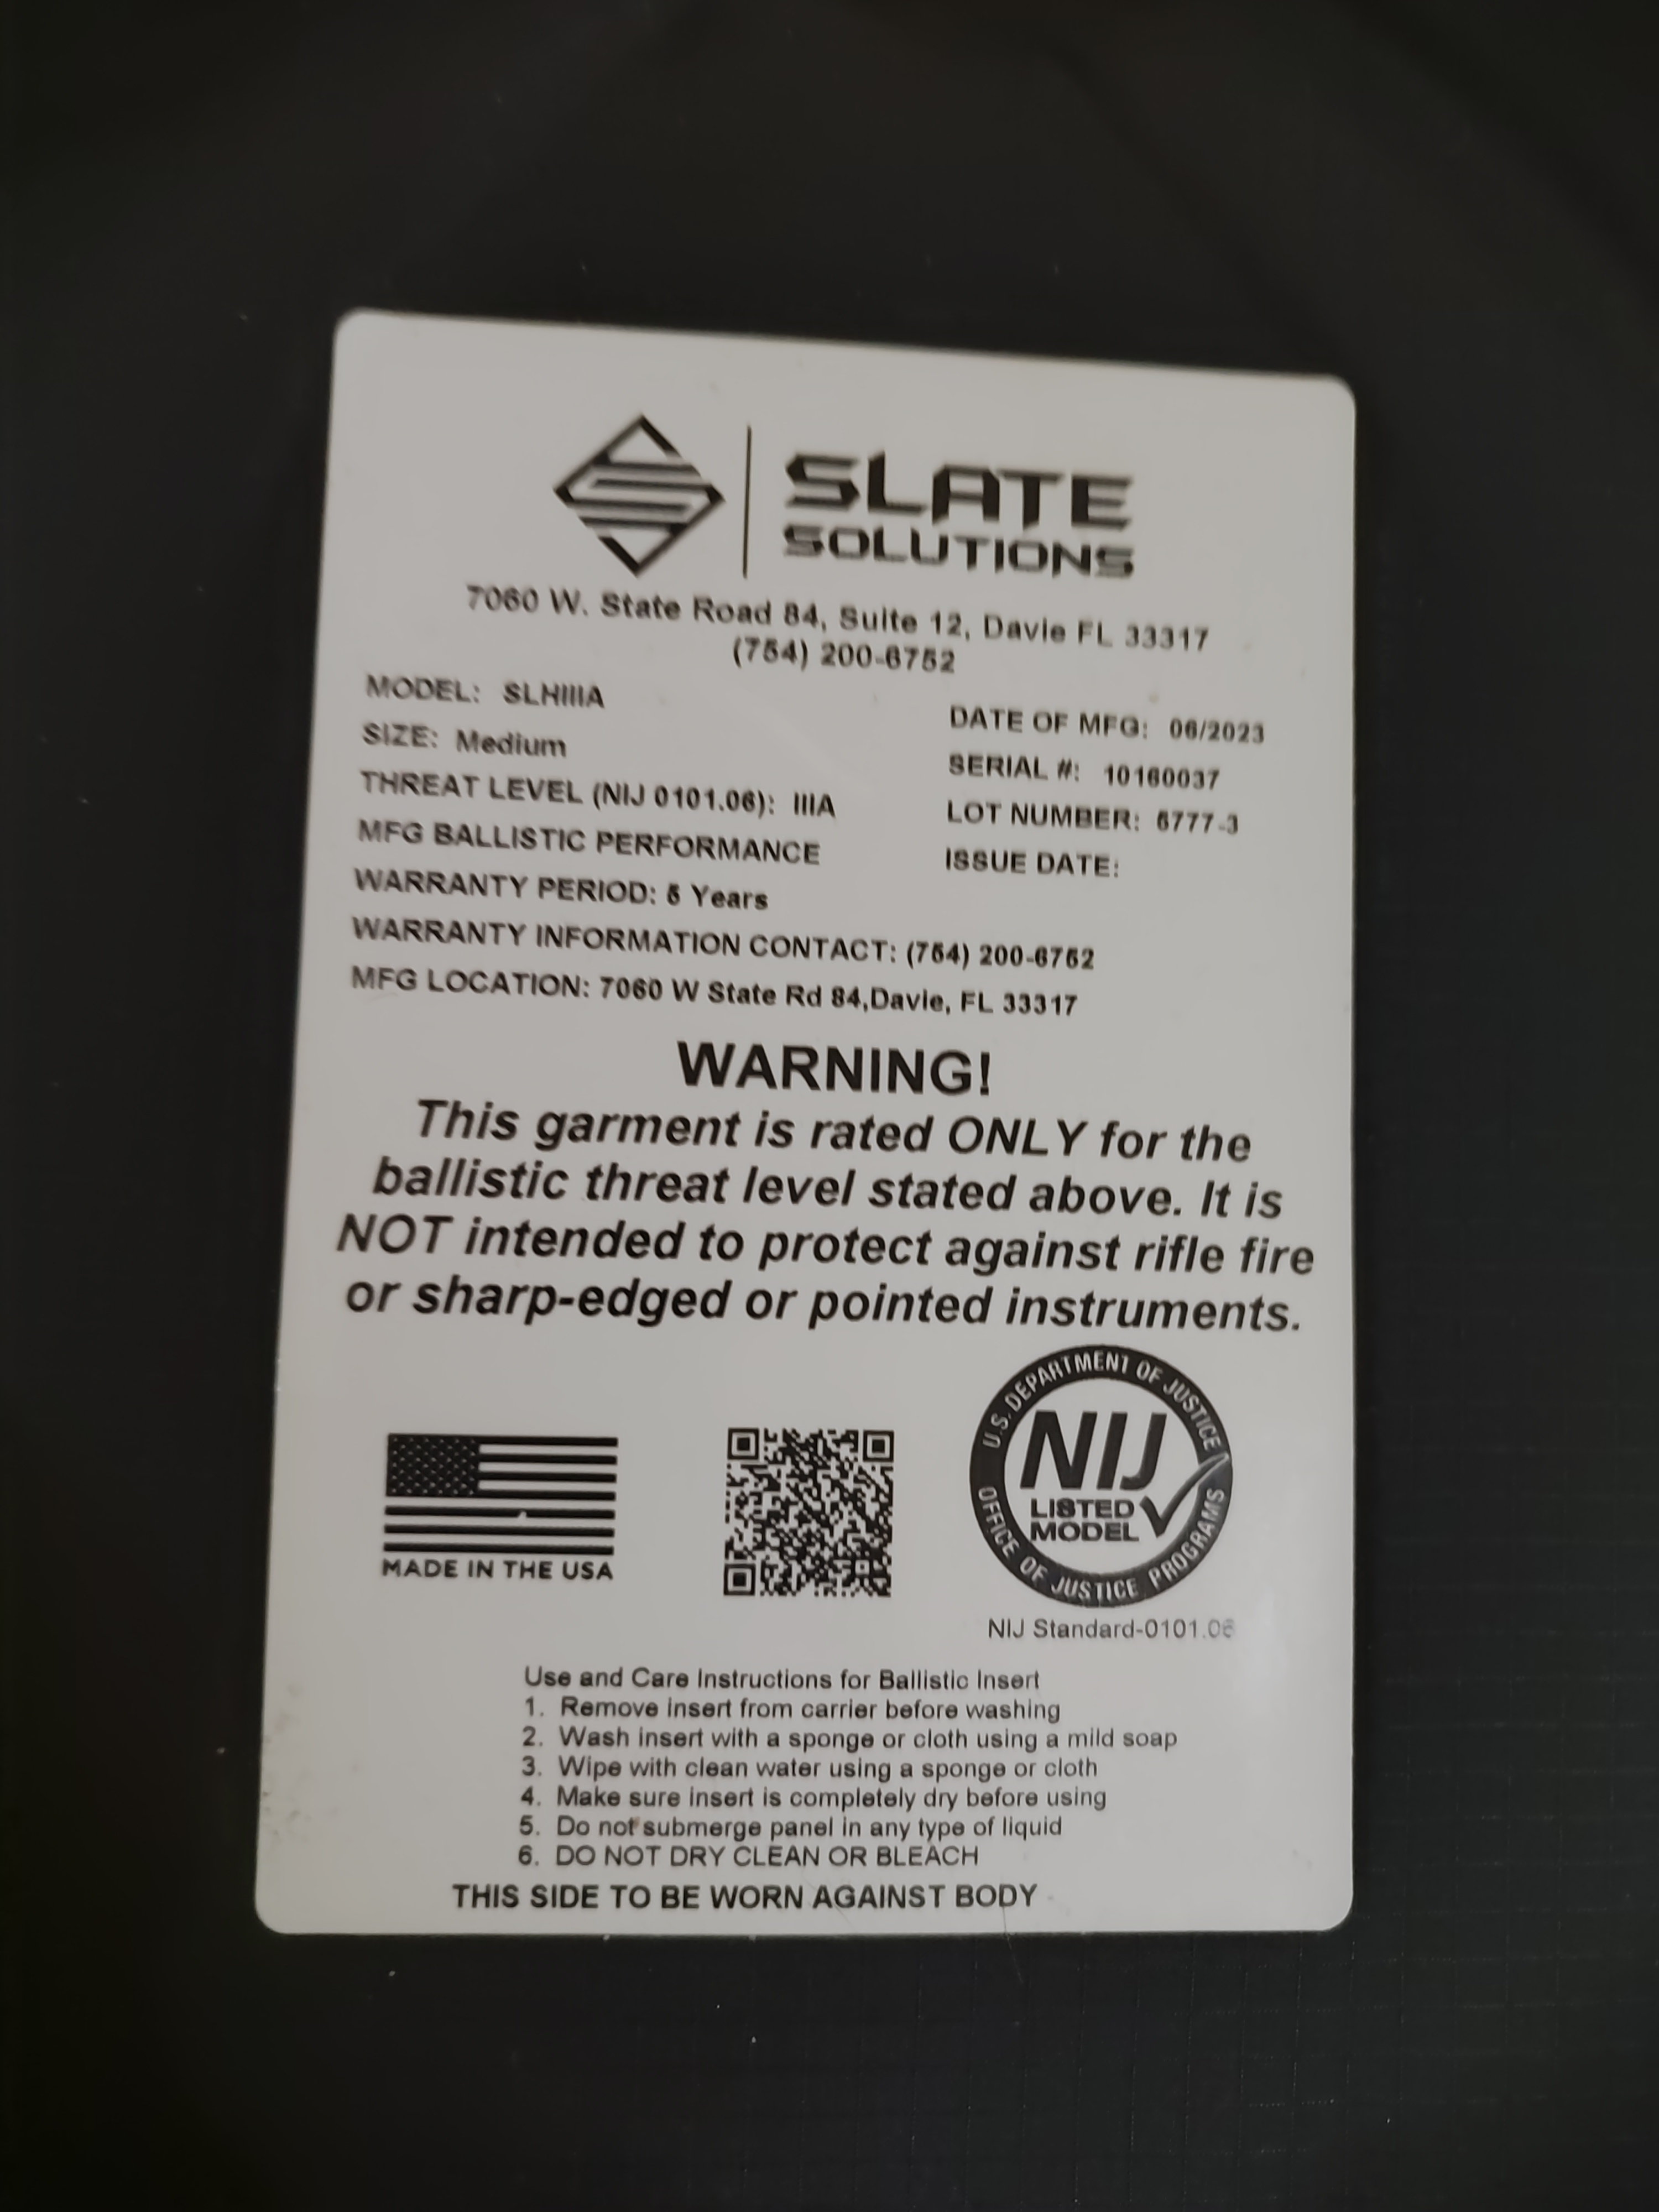 SLATE
SOLUTIONS
7060 W. State Road 84, Suite 12, Davie FL 33317
(754) 200-6752
MODEL: SLHIIIA
SIZE: Medium
THREAT LEVEL (NIJ 0101.06): IIIA
MFG BALLISTIC PERFORMANCE
WARRANTY PERIOD: 5 Years
DATE OF MFG: 06/2023
SERIAL #: 10160037
LOT NUMBER: 5777-3
ISSUE DATE:
WARRANTY INFORMATION CONTACT: (754) 200-6752
MFG LOCATION: 7060 W State Rd 84,Davie, FL 33317
WARNING!
This garment is rated ONLY for the
ballistic threat level stated above. It is
NOT intended to protect against rifle fire
or sharp-edged or pointed instruments.
MADE IN THE USA
U.S. DEPARTMENT OF JUSTICE
NIJ
LISTED
MODEL
OFFICE OF JUSTICE PROGRAMS
NIJ Standard-0101.06
Use and Care Instructions for Ballistic Insert
1. Remove insert from carrier before washing
2. Wash insert with a sponge or cloth using a mild soap
3. Wipe with clean water using a sponge or cloth
4. Make sure insert is completely dry before using
5. Do not submerge panel in any type of liquid
6. DO NOT DRY CLEAN OR BLEACH
THIS SIDE TO BE WORN AGAINST BODY